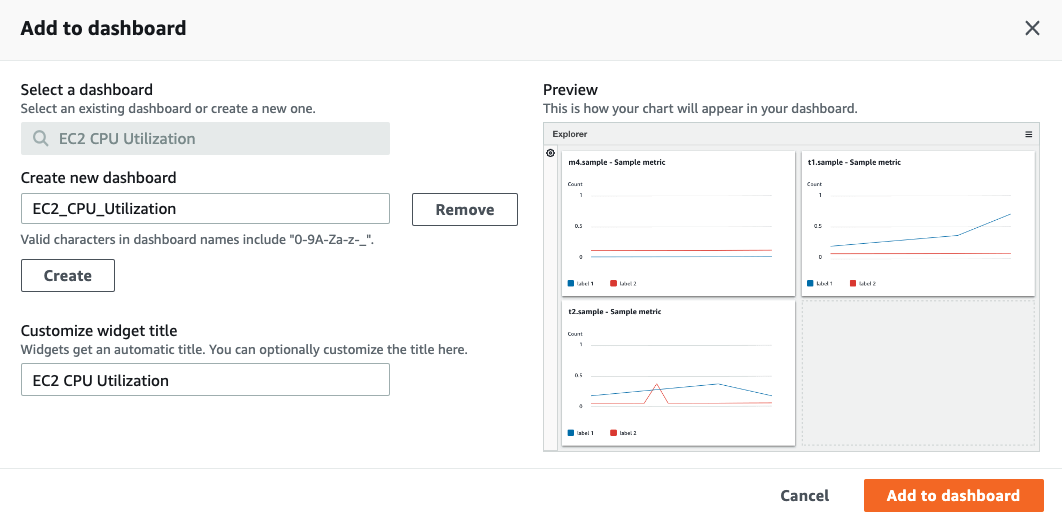 Add to dashboard
Select a dashboard
Select an existing dashboard or create a new one.
EC2 CPU Utilization
Create new dashboard
EC2_CPU_Utilization
Remove
Valid characters in dashboard names include "0-9A-Za-z-_".
Create
Customize widget title
Widgets get an automatic title. You can optionally customize the title here.
EC2 CPU Utilization
Preview
This is how your chart will appear in your dashboard.
Explorer
m4.sample - Sample metric
Count
1
0.5
0
label 1
label 2
t1.sample - Sample metric
Count
1
0.5
0
label 1
label 2
t2.sample - Sample metric
Count
1
0.5
0
label 1
label 2
Cancel
Add to dashboard